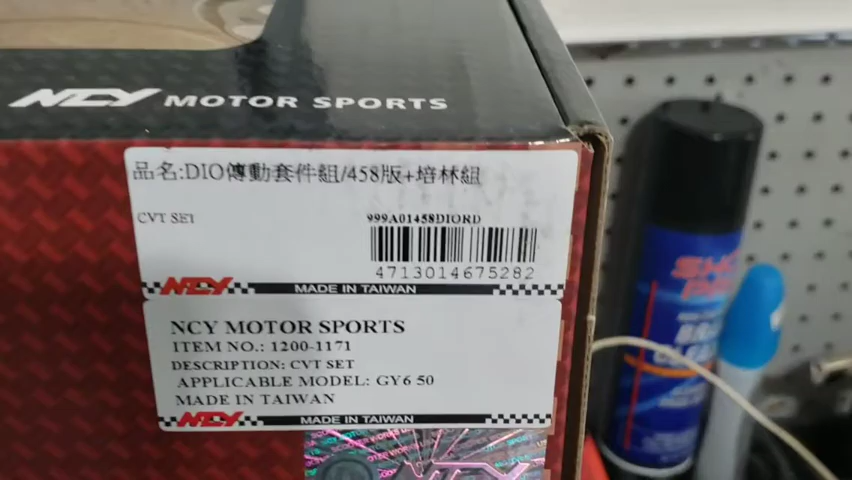 NCY MOTOR SPORTS
品名:DIO傳動套件組/458版+培林組
CVT SET
999A01458DIORD
4713014675282
NCY MADE IN TAIWAN
NCY MOTOR SPORTS
ITEM NO.: 1200-1171
DESCRIPTION: CVT SET
APPLICABLE MODEL: GY6 50
MADE IN TAIWAN
NCY MADE IN TAIWAN
NCY